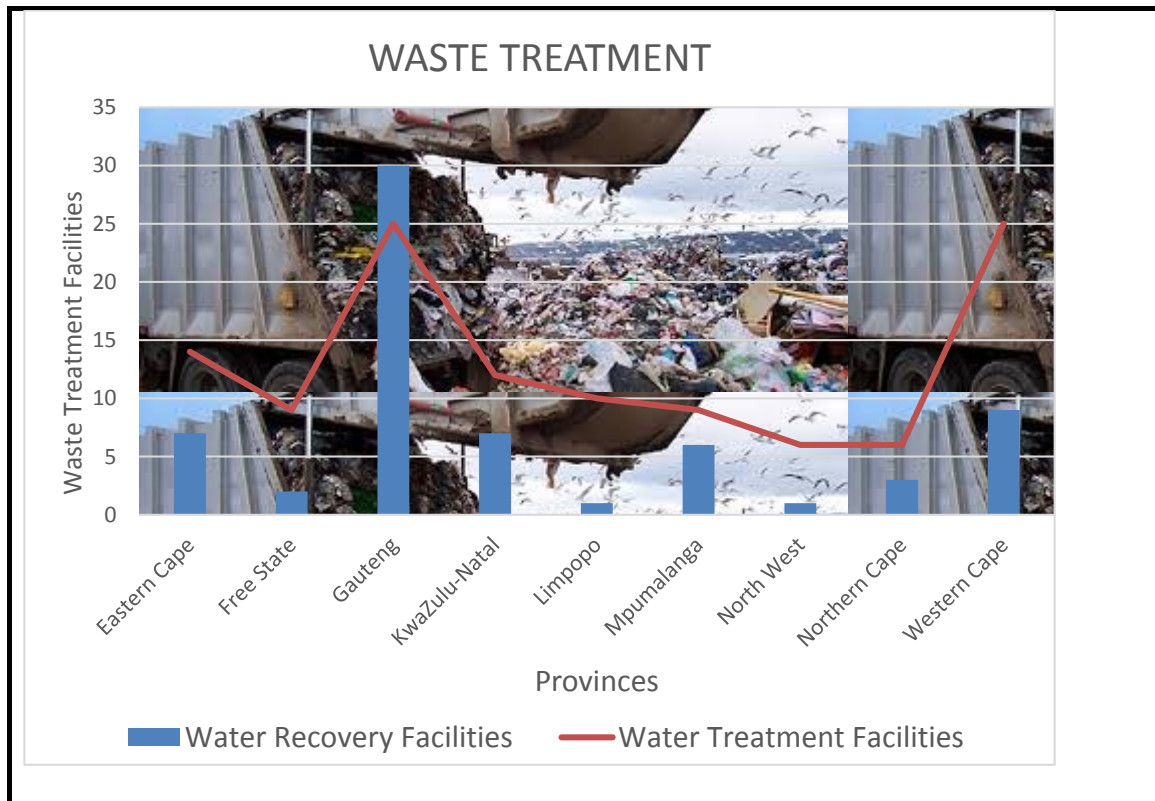 WASTE TREATMENT
35
30
25
20
15
10
5
0
Waste Treatment Facilities
Eastern Cape
Free State
Gauteng
KwaZulu-Natal
Limpopo
Mpumalanga
North West
Northern Cape
Western Cape
Provinces
Water Recovery Facilities
Water Treatment Facilities